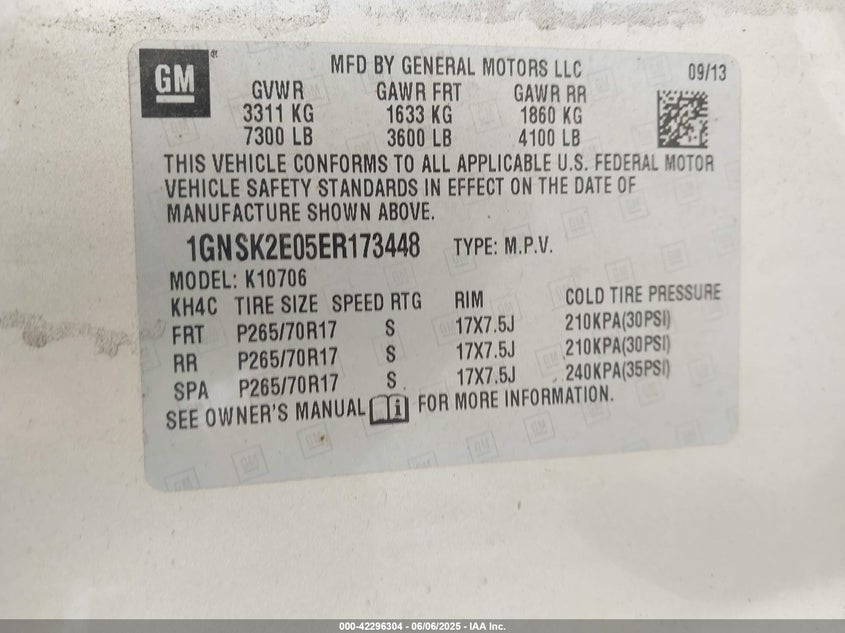 GM
MFD BY GENERAL MOTORS LLC 09/13
GVWR GAWR FRT GAWR RR
3311 KG 1633 KG 1860 KG
7300 LB 3600 LB 4100 LB
THIS VEHICLE CONFORMS TO ALL APPLICABLE U.S. FEDERAL MOTOR
VEHICLE SAFETY STANDARDS IN EFFECT ON THE DATE OF
MANUFACTURE SHOWN ABOVE.
1GNSK2E05ER173448 TYPE: M.P.V.
MODEL: K10706
KH4C TIRE SIZE SPEED RTG RIM COLD TIRE PRESSURE
FRT P265/70R17 S 17X7.5J 210KPA(30PSI)
RR P265/70R17 S 17X7.5J 210KPA(30PSI)
SPA P265/70R17 S 17X7.5J 240KPA(35PSI)
SEE OWNER'S MANUAL FOR MORE INFORMATION.
000-42296304 - 06/06/2025 - IAA Inc.